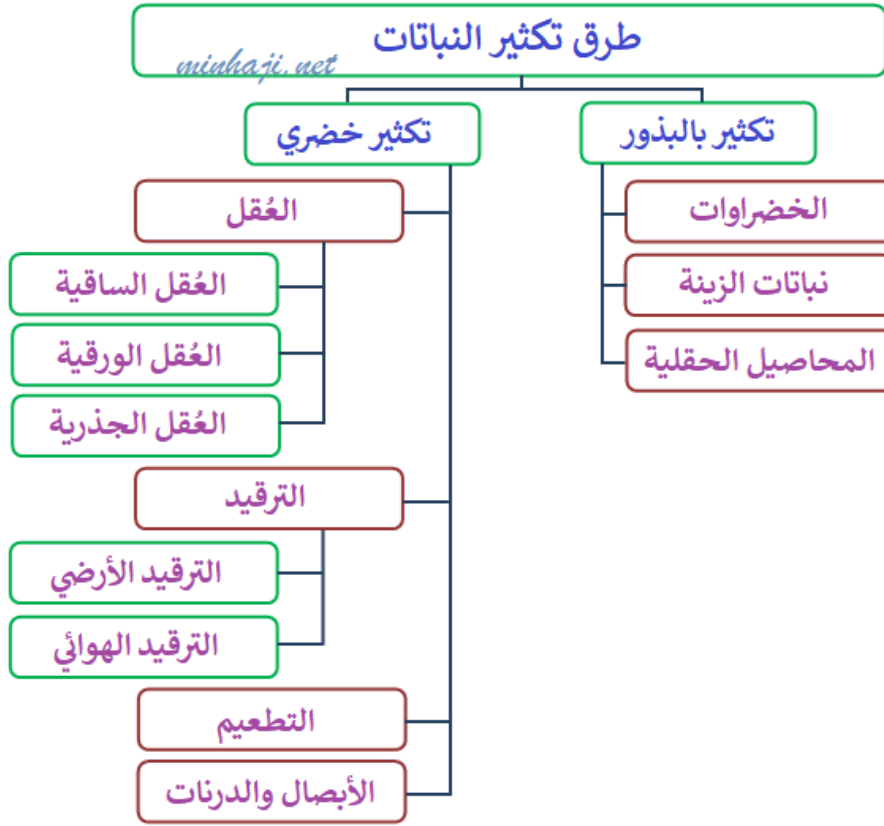 طرق تكثير النباتات
minhaji.net
تكثير بالبذور
الخضراوات
نباتات الزينة
المحاصيل الحقلية
تكثير خضري
العُقل
العُقل الساقية
العُقل الورقية
العُقل الجذرية
الترقيد
الترقيد الأرضي
الترقيد الهوائي
التطعيم
الأبصال والدرنات